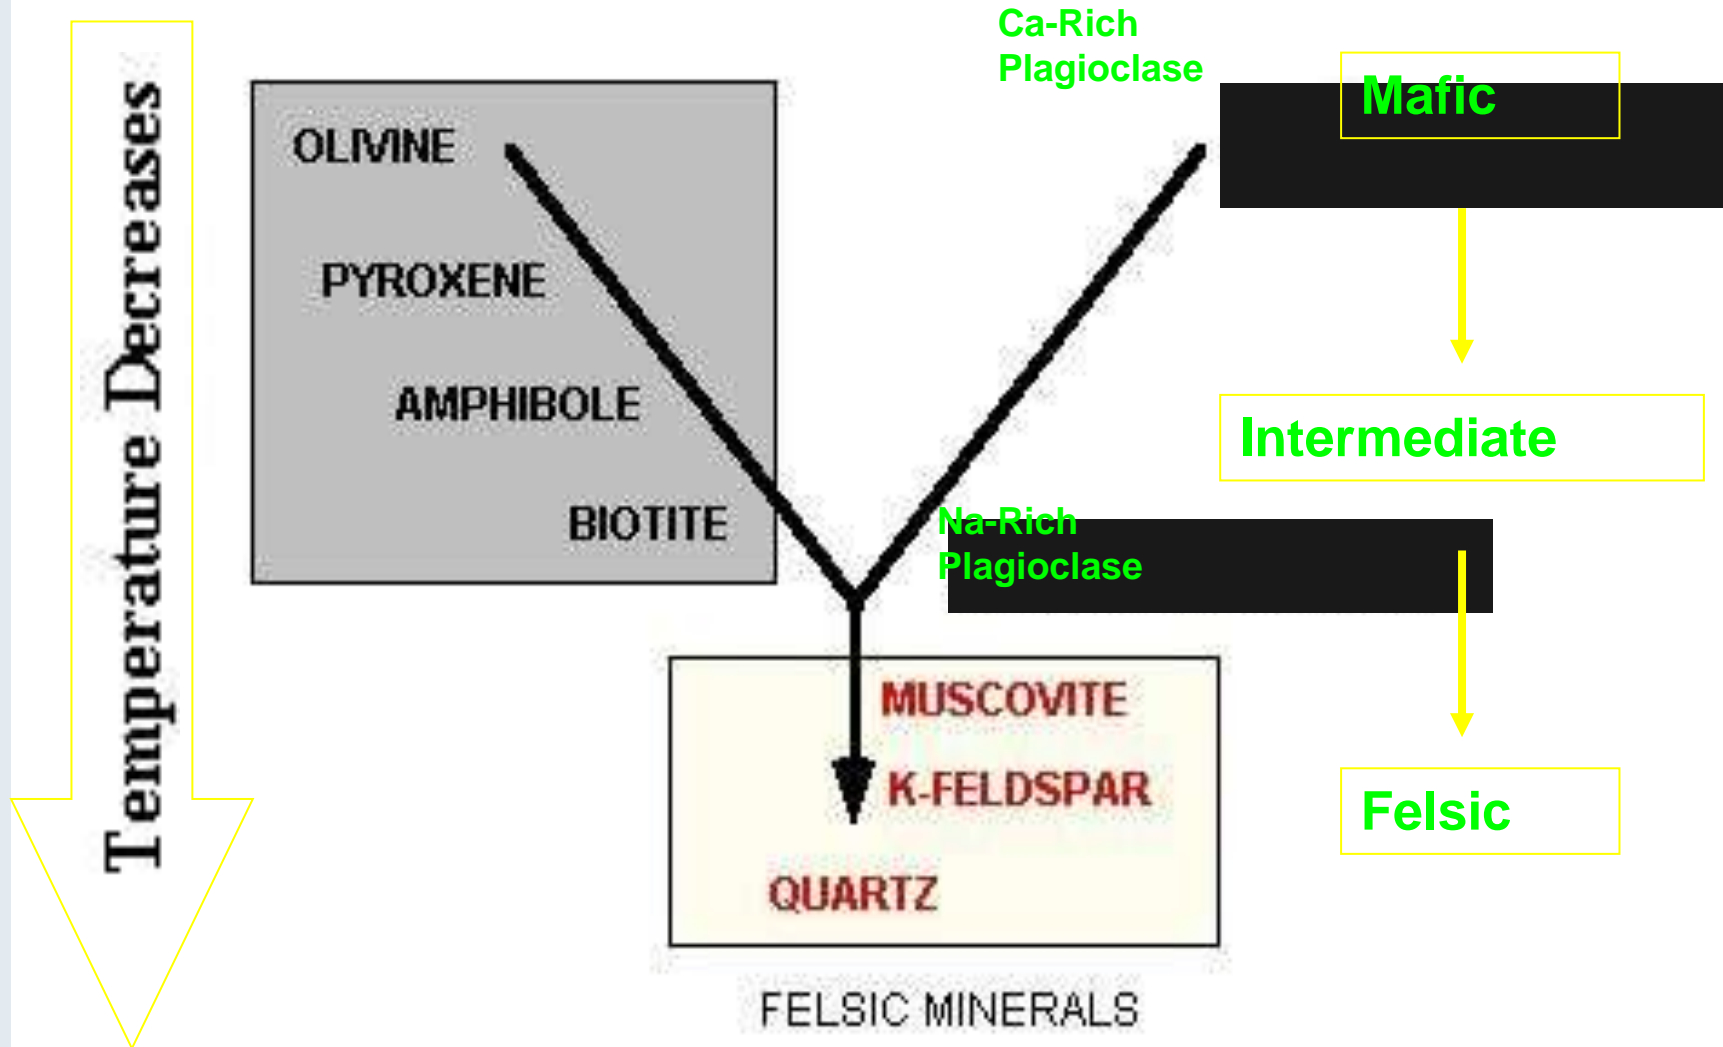 Temperature Decreases
Ca-Rich
Plagioclase
Mafic
OLIVINE
PYROXENE
AMPHIBOLE
Intermediate
BIOTITE
Na-Rich
Plagioclase
MUSCOVITE
K-FELDSPAR
Felsic
QUARTZ
FELSIC MINERALS